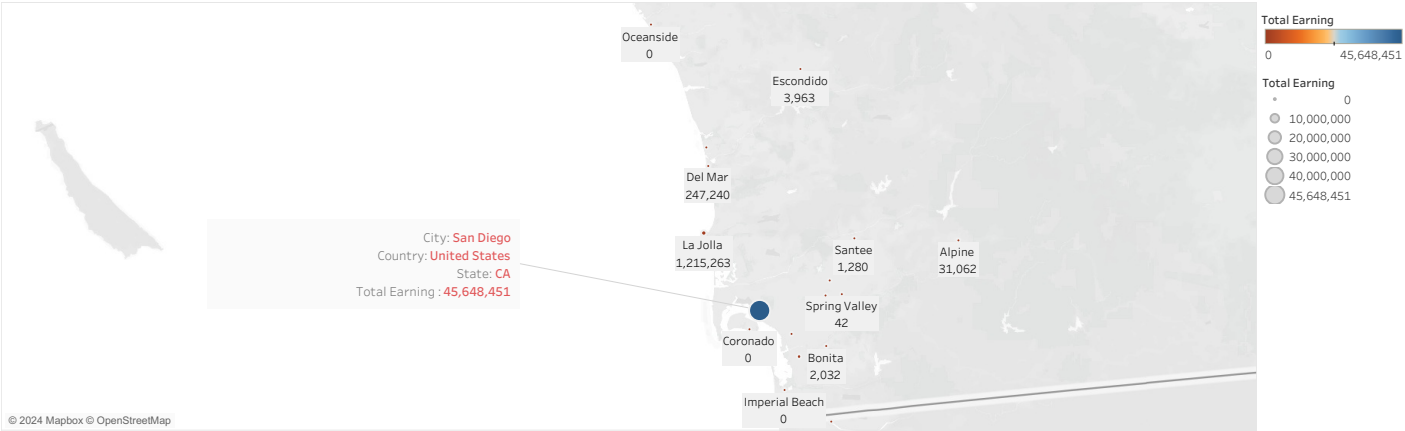 Oceanside
0
Escondido
3,963
Del Mar
247,240
La Jolla
1,215,263
Santee
1,280
Alpine
31,062
City: San Diego
Country: United States
State: CA
Total Earning : 45,648,451
Spring Valley
42
Coronado
0
Bonita
2,032
Imperial Beach
0
© 2024 Mapbox © OpenStreetMap
Total Earning
0 45,648,451
Total Earning
0
10,000,000
20,000,000
30,000,000
40,000,000
45,648,451